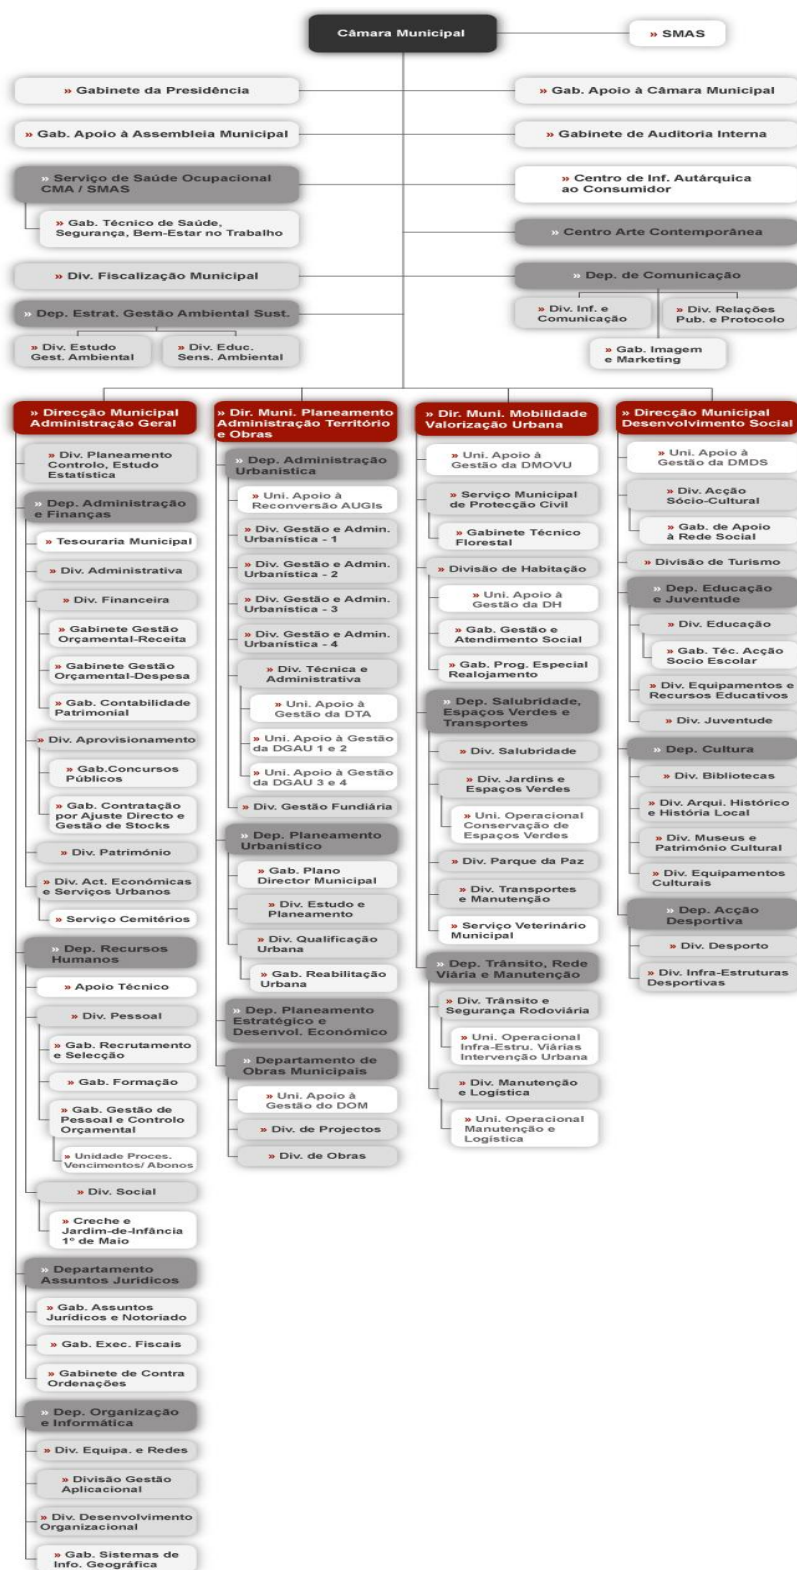 Câmara Municipal
» SMAS
» Gabinete da Presidência
» Gab. Apoio à Câmara Municipal
» Gab. Apoio à Assembleia Municipal
» Gabinete de Auditoria Interna
» Serviço de Saúde Ocupacional
CMA / SMAS
» Centro de Inf. Autárquica
ao Consumidor
» Gab. Técnico de Saúde,
Segurança, Bem-Estar no Trabalho
» Centro Arte Contemporânea
» Div. Fiscalização Municipal
» Dep. de Comunicação
» Dep. Estrat. Gestão Ambiental Sust.
» Div. Inf. e
Comunicação
» Div. Relações
Pub. e Protocolo
» Div. Estudo
Gest. Ambiental
» Div. Educ.
Sens. Ambiental
» Gab. Imagem
e Marketing
» Direcção Municipal
Administração Geral
» Div. Planeamento
Controlo, Estudo
Estatística
» Dep. Administração
e Finanças
» Tesouraria Municipal
» Div. Administrativa
» Div. Financeira
» Gabinete Gestão
Orçamental-Receita
» Gabinete Gestão
Orçamental-Despesa
» Gab. Contabilidade
Patrimonial
» Div. Aprovisionamento
» Gab.Concursos
Públicos
» Gab. Contratação
por Ajuste Directo e
Gestão de Stocks
» Div. Património
» Div. Act. Económicas
e Serviços Urbanos
» Serviço Cemitérios
» Dep. Recursos
Humanos
» Apoio Técnico
» Div. Pessoal
» Gab. Recrutamento
e Selecção
» Gab. Formação
» Gab. Gestão de
Pessoal e Controlo
Orçamental
» Unidade Proces.
Vencimentos/ Abonos
» Div. Social
» Creche e
Jardim-de-Infância
1º de Maio
» Departamento
Assuntos Jurídicos
» Gab. Assuntos
Jurídicos e Notoriado
» Gab. Exec. Fiscais
» Gabinete de Contra
Ordenações
» Dep. Organização
e Informática
» Div. Equipa. e Redes
» Divisão Gestão
Aplicacional
» Div. Desenvolvimento
Organizacional
» Gab. Sistemas de
Info. Geográfica
» Dir. Muni. Planeamento
Administração Território
e Obras
» Dep. Administração
Urbanística
» Uni. Apoio à
Reconversão AUGIs
» Div. Gestão e Admin.
Urbanística - 1
» Div. Gestão e Admin.
Urbanística - 2
» Div. Gestão e Admin.
Urbanística - 3
» Div. Gestão e Admin.
Urbanística - 4
» Div. Técnica e
Administrativa
» Uni. Apoio à
Gestão da DTA
» Uni. Apoio à Gestão
da DGAU 1 e 2
» Uni. Apoio à Gestão
da DGAU 3 e 4
» Div. Gestão Fundiária
» Dep. Planeamento
Urbanístico
» Gab. Plano
Director Municipal
» Div. Estudo e
Planeamento
» Div. Qualificação
Urbana
» Gab. Reabilitação
Urbana
» Dep. Planeamento
Estratégico e
Desenvol. Económico
» Departamento de
Obras Municipais
» Uni. Apoio à
Gestão do DOM
» Div. de Projectos
» Div. de Obras
» Dir. Muni. Mobilidade
Valorização Urbana
» Uni. Apoio à
Gestão da DMOVU
» Serviço Municipal
de Protecção Civil
» Gabinete Técnico
Florestal
» Divisão de Habitação
» Uni. Apoio à
Gestão da DH
» Gab. Gestão e
Atendimento Social
» Gab. Prog. Especial
Realojamento
» Dep. Salubridade,
Espaços Verdes e
Transportes
» Div. Salubridade
» Div. Jardins e
Espaços Verdes
» Uni. Operacional
Conservação de
Espaços Verdes
» Div. Parque da Paz
» Div. Transportes
e Manutenção
» Serviço Veterinário
Municipal
» Dep. Trânsito, Rede
Viária e Manutenção
» Div. Trânsito e
Segurança Rodoviária
» Uni. Operacional
Infra-Estru. Viárias
Intervenção Urbana
» Div. Manutenção
e Logística
» Uni. Operacional
Manutenção e
Logística
» Direcção Municipal
Desenvolvimento Social
» Uni. Apoio à
Gestão da DMDS
» Div. Acção
Sócio-Cultural
» Gab. de Apoio
à Rede Social
» Divisão de Turismo
» Dep. Educação
e Juventude
» Div. Educação
» Gab. Téc. Acção
Socio Escolar
» Div. Equipamentos e
Recursos Educativos
» Div. Juventude
» Dep. Cultura
» Div. Bibliotecas
» Div. Arqui. Histórico
e História Local
» Div. Museus e
Património Cultural
» Div. Equipamentos
Culturais
» Dep. Acção
Desportiva
» Div. Desporto
» Div. Infra-Estruturas
Desportivas